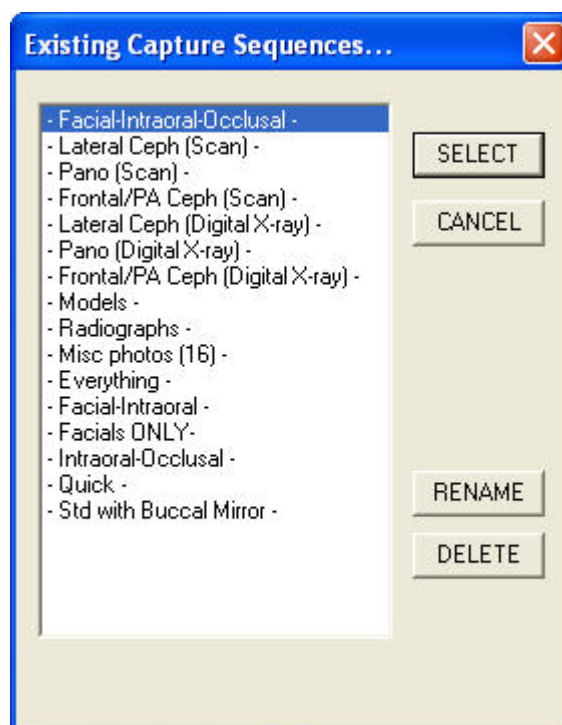 Existing Capture Sequences...
- Facial-Intraoral-Occlusal -
- Lateral Ceph (Scan) -
- Pano (Scan) -
- Frontal/PA Ceph (Scan) -
- Lateral Ceph (Digital X-ray) -
- Pano (Digital X-ray) -
- Frontal/PA Ceph (Digital X-ray) -
- Models -
- Radiographs -
- Misc photos (16) -
- Everything -
- Facial-Intraoral -
- Facials ONLY-
- Intraoral-Occlusal -
- Quick -
- Std with Buccal Mirror -
SELECT
CANCEL
RENAME
DELETE